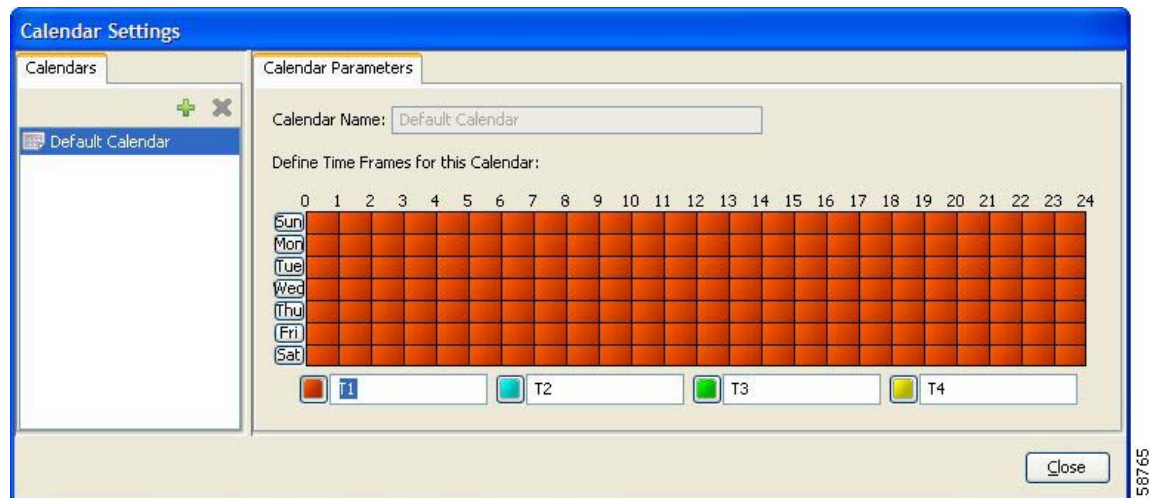 Calendar Settings
Calendars
Calendar Parameters
Calendar Name: Default Calendar
Default Calendar
Define Time Frames for this Calendar:
0 1 2 3 4 5 6 7 8 9 10 11 12 13 14 15 16 17 18 19 20 21 22 23 24
Sun
Mon
Tue
Wed
Thu
Fri
Sat
T1 T2 T3 T4
Close
58765